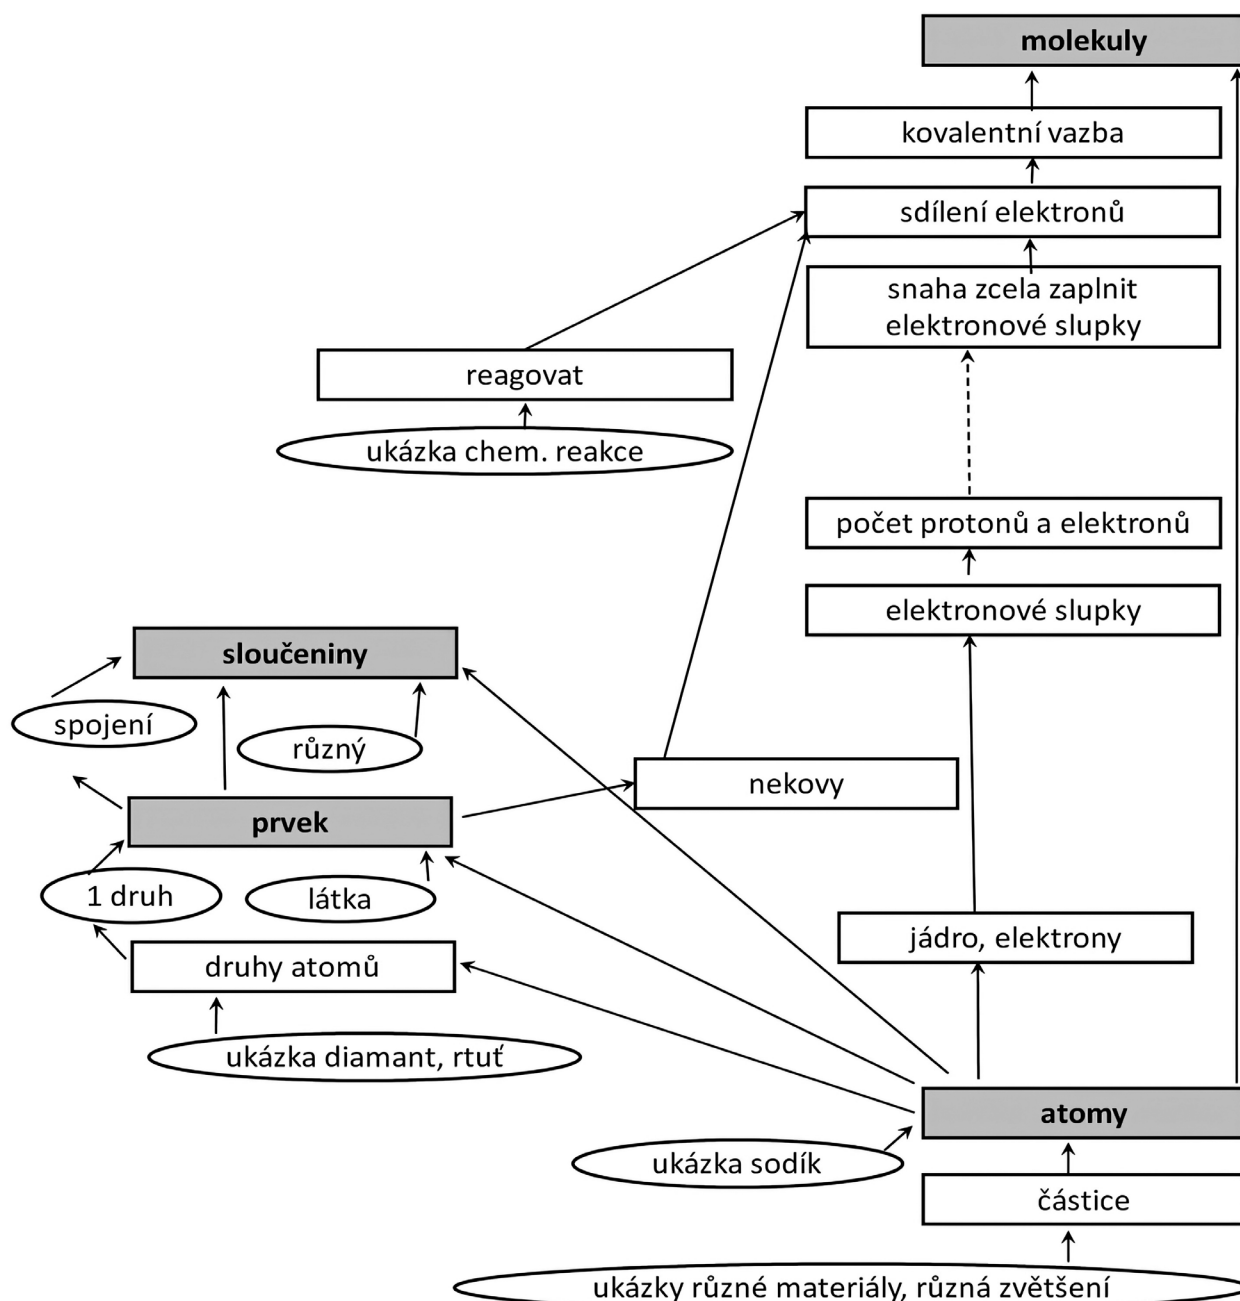 molekuly
kovalentní vazba
sdílení elektronů
snaha zcela zaplnit
elektronové slupky
reagovat
ukázka chem. reakce
počet protonů a elektronů
elektronové slupky
sloučeniny
spojení
různý
nekovy
prvek
1 druh
látka
jádro, elektrony
druhy atomů
ukázka diamant, rtuť
atomy
ukázka sodík
částice
ukázky různé materiály, různá zvětšení